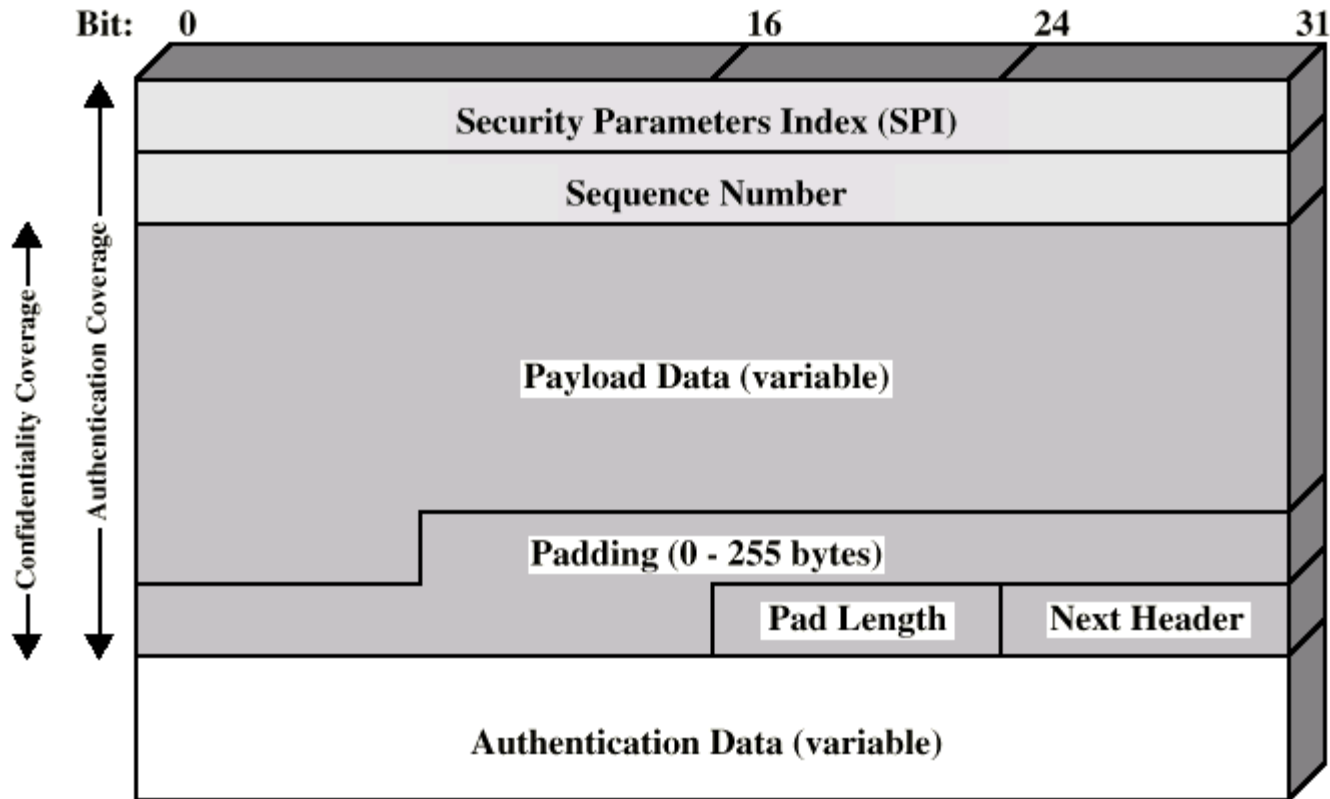 Bit: 0 16 24 31
Security Parameters Index (SPI)
Sequence Number
Confidentiality Coverage
Authentication Coverage
Payload Data (variable)
Padding (0 - 255 bytes)
Pad Length Next Header
Authentication Data (variable)